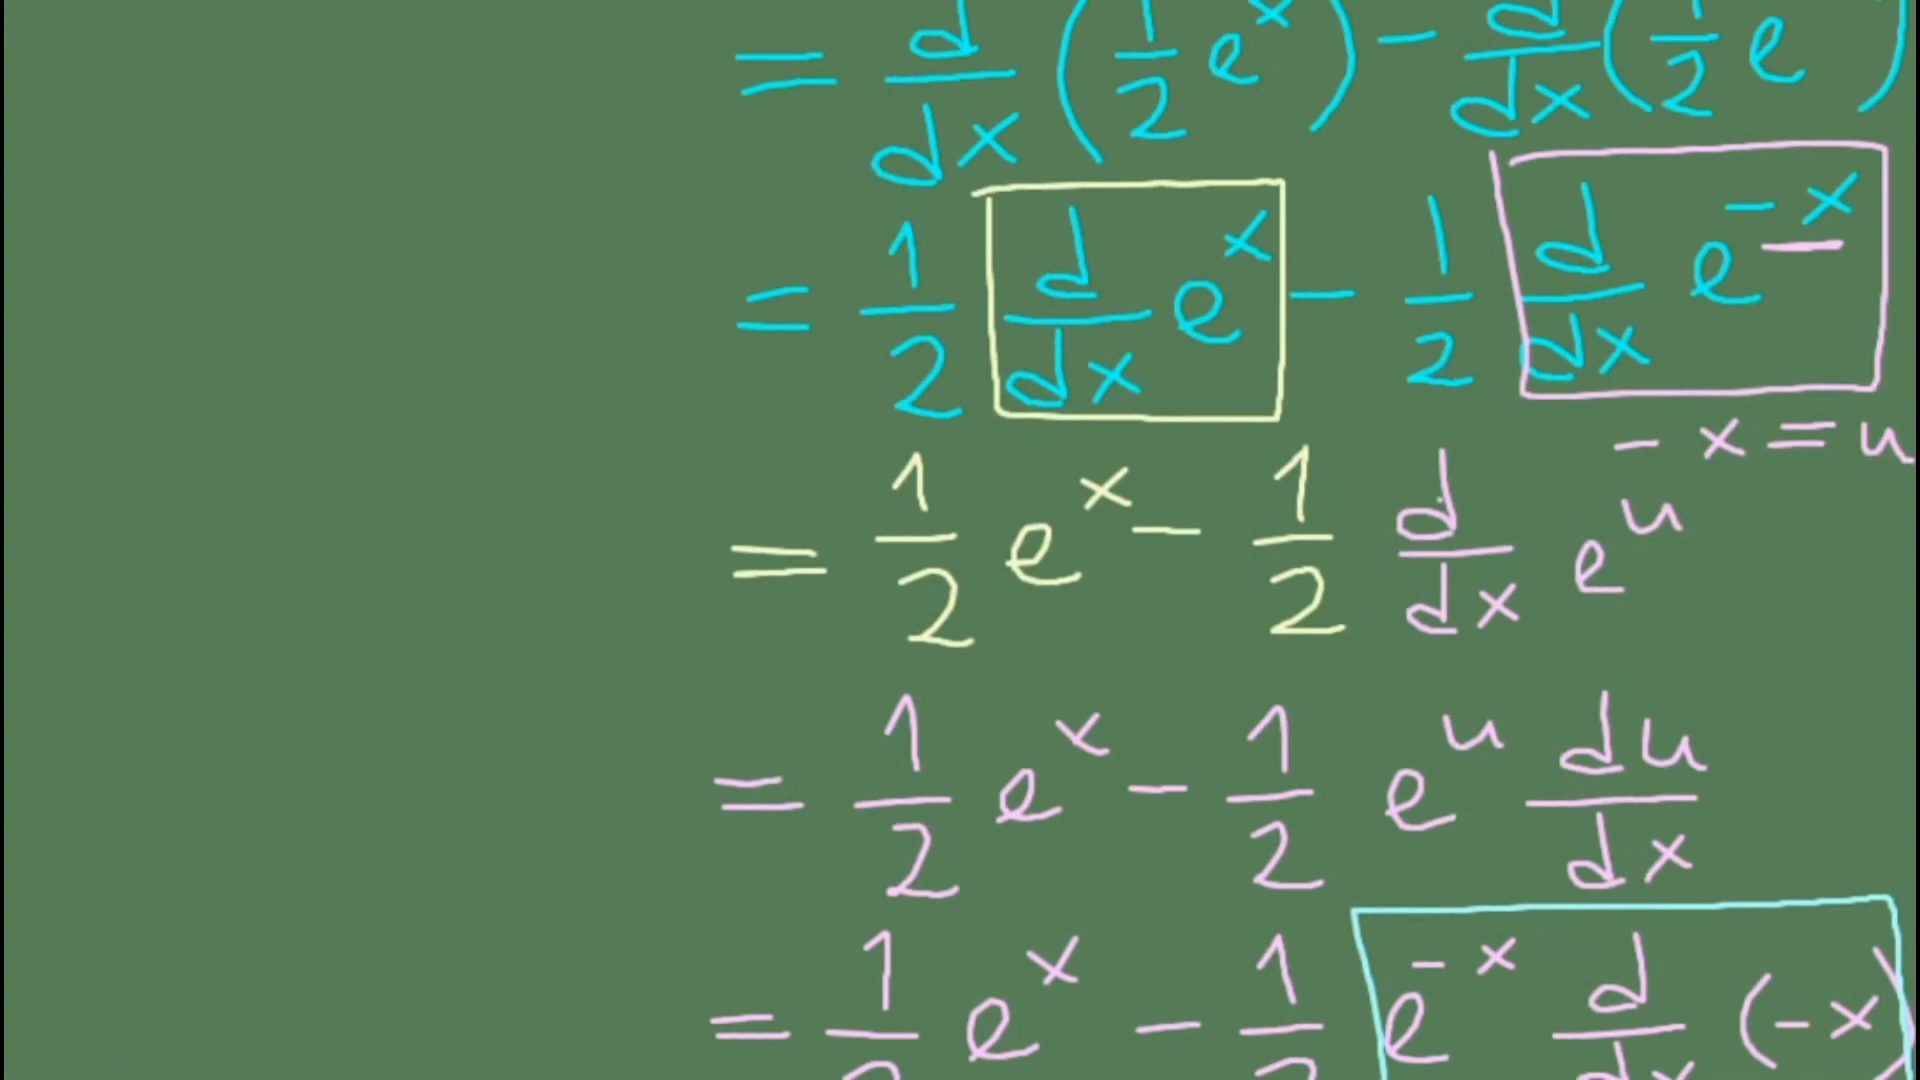 = d/dx (1/2 e^x) - d/dx (1/2 e )
= 1/2 d/dx e^x - 1/2 d/dx e^-x
- x = u
= 1/2 e^x - 1/2 d/dx e^u
= 1/2 e^x - 1/2 e^u du/dx
= 1/2 e^x - 1/2 e^-x d/dx (-x)